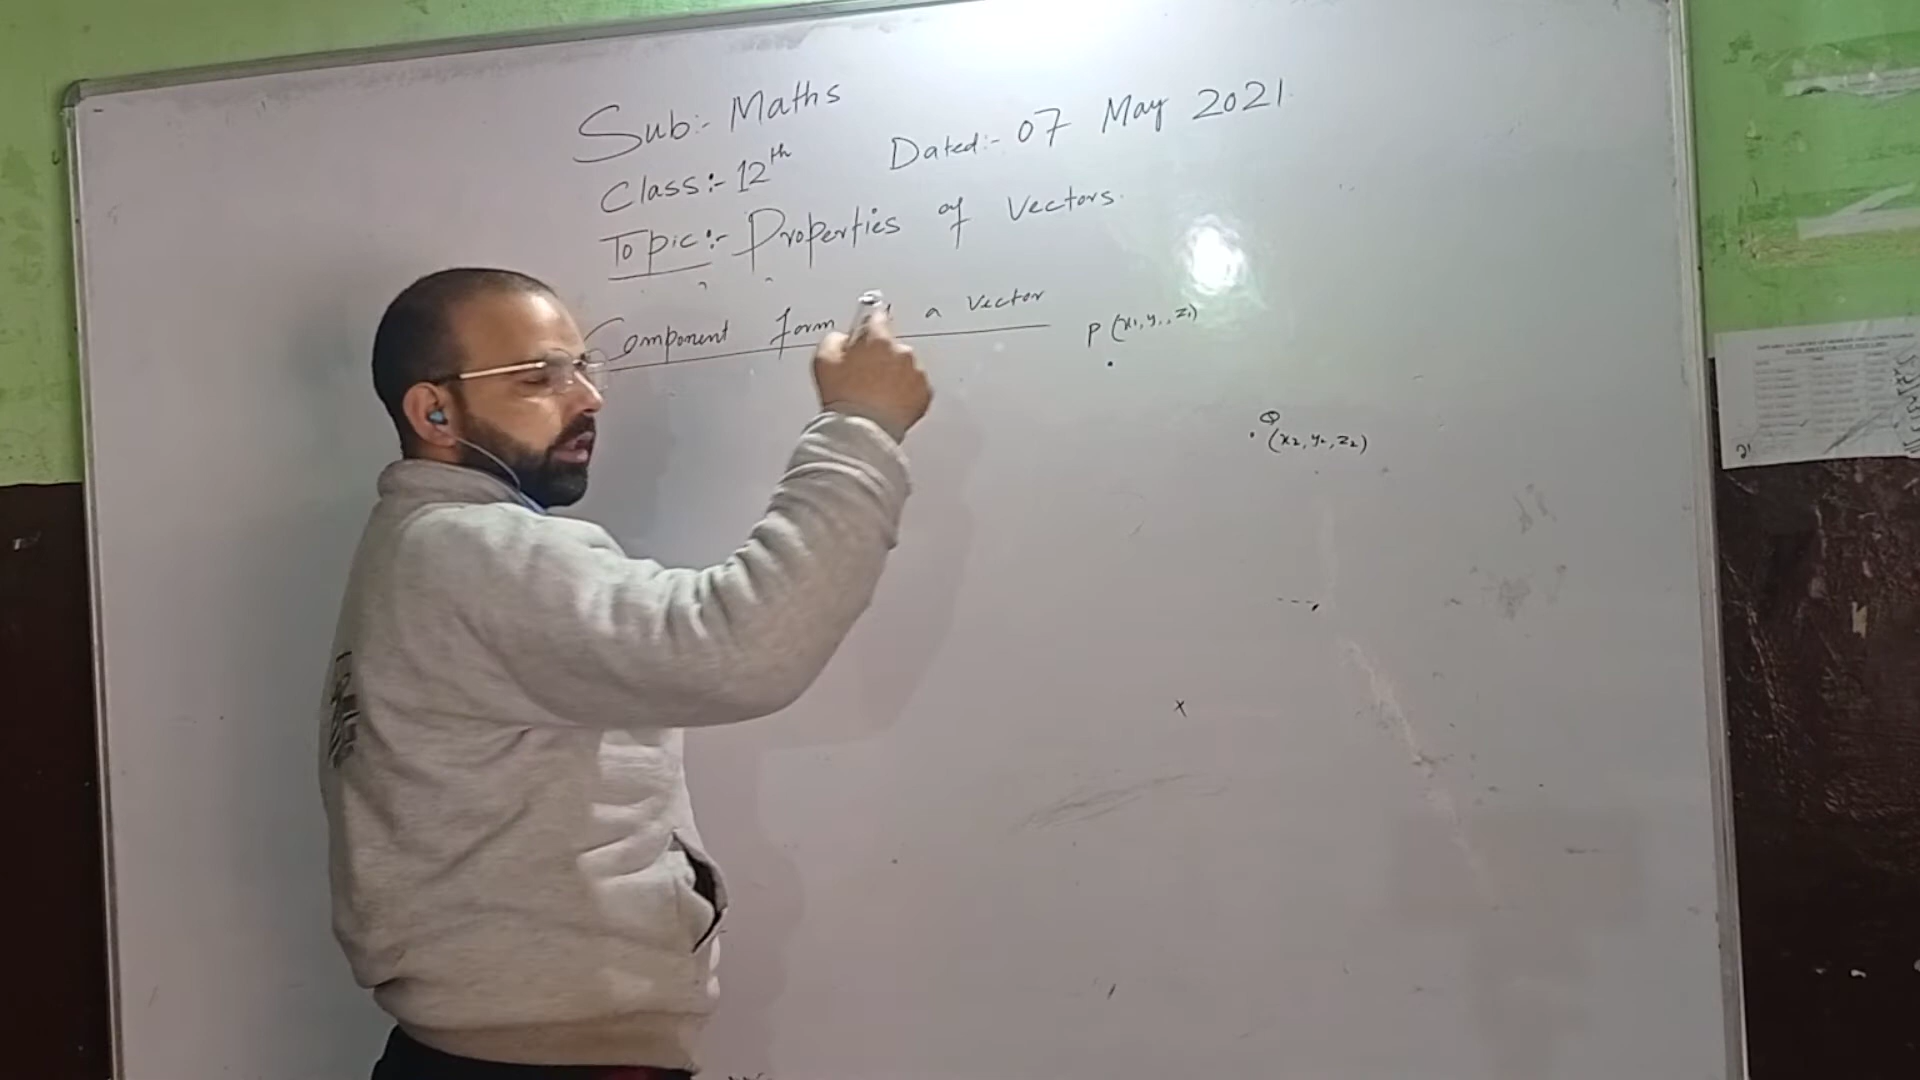 Sub:- Maths
Class:- 12th Dated:- 07 May 2021
Topic:- Properties of Vectors.
Component form a Vector
P (x1, y1, z1)
Q
(x2, y2, z2)
x